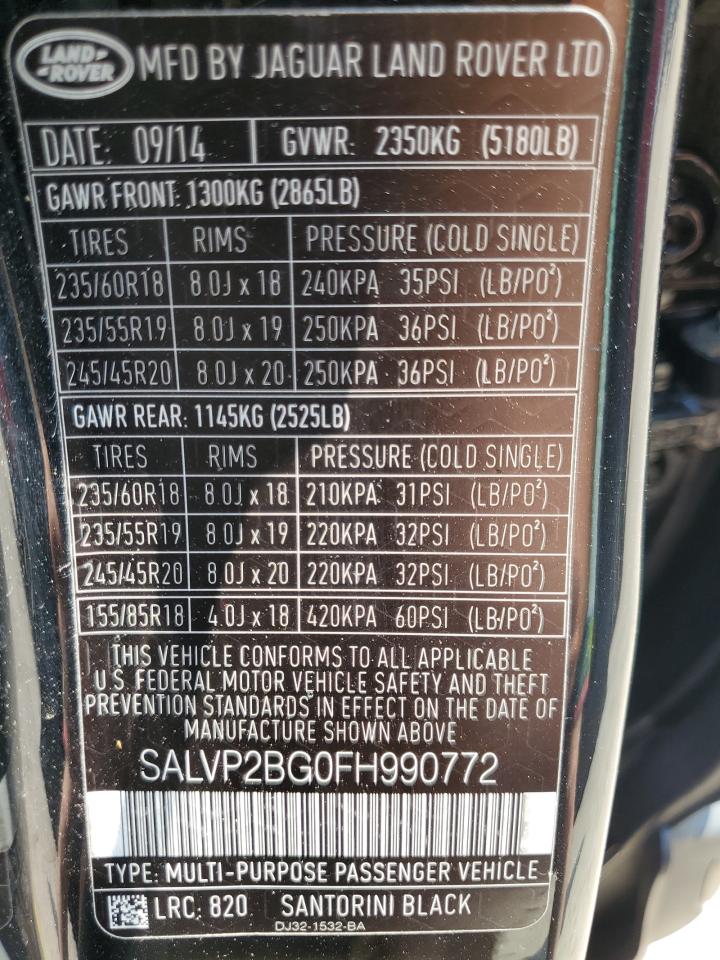 LAND ROVER MFD BY JAGUAR LAND ROVER LTD
DATE: 09/14 GVWR: 2350KG (5180LB)
GAWR FRONT: 1300KG (2865LB)
TIRES RIMS PRESSURE (COLD SINGLE)
235/60R18 8.0J x 18 240KPA 35PSI (LB/PO²)
235/55R19 8.0J x 19 250KPA 36PSI (LB/PO²)
245/45R20 8.0J x 20 250KPA 36PSI (LB/PO²)
GAWR REAR: 1145KG (2525LB)
TIRES RIMS PRESSURE (COLD SINGLE)
235/60R18 8.0J x 18 210KPA 31PSI (LB/PO²)
235/55R19 8.0J x 19 220KPA 32PSI (LB/PO²)
245/45R20 8.0J x 20 220KPA 32PSI (LB/PO²)
155/85R18 4.0J x 18 420KPA 60PSI (LB/PO²)
THIS VEHICLE CONFORMS TO ALL APPLICABLE
U.S. FEDERAL MOTOR VEHICLE SAFETY AND THEFT
PREVENTION STANDARDS IN EFFECT ON THE DATE OF
MANUFACTURE SHOWN ABOVE
SALVP2BG0FH990772
TYPE: MULTI-PURPOSE PASSENGER VEHICLE
LRC: 820 SANTORINI BLACK
DJ32-1532-BA